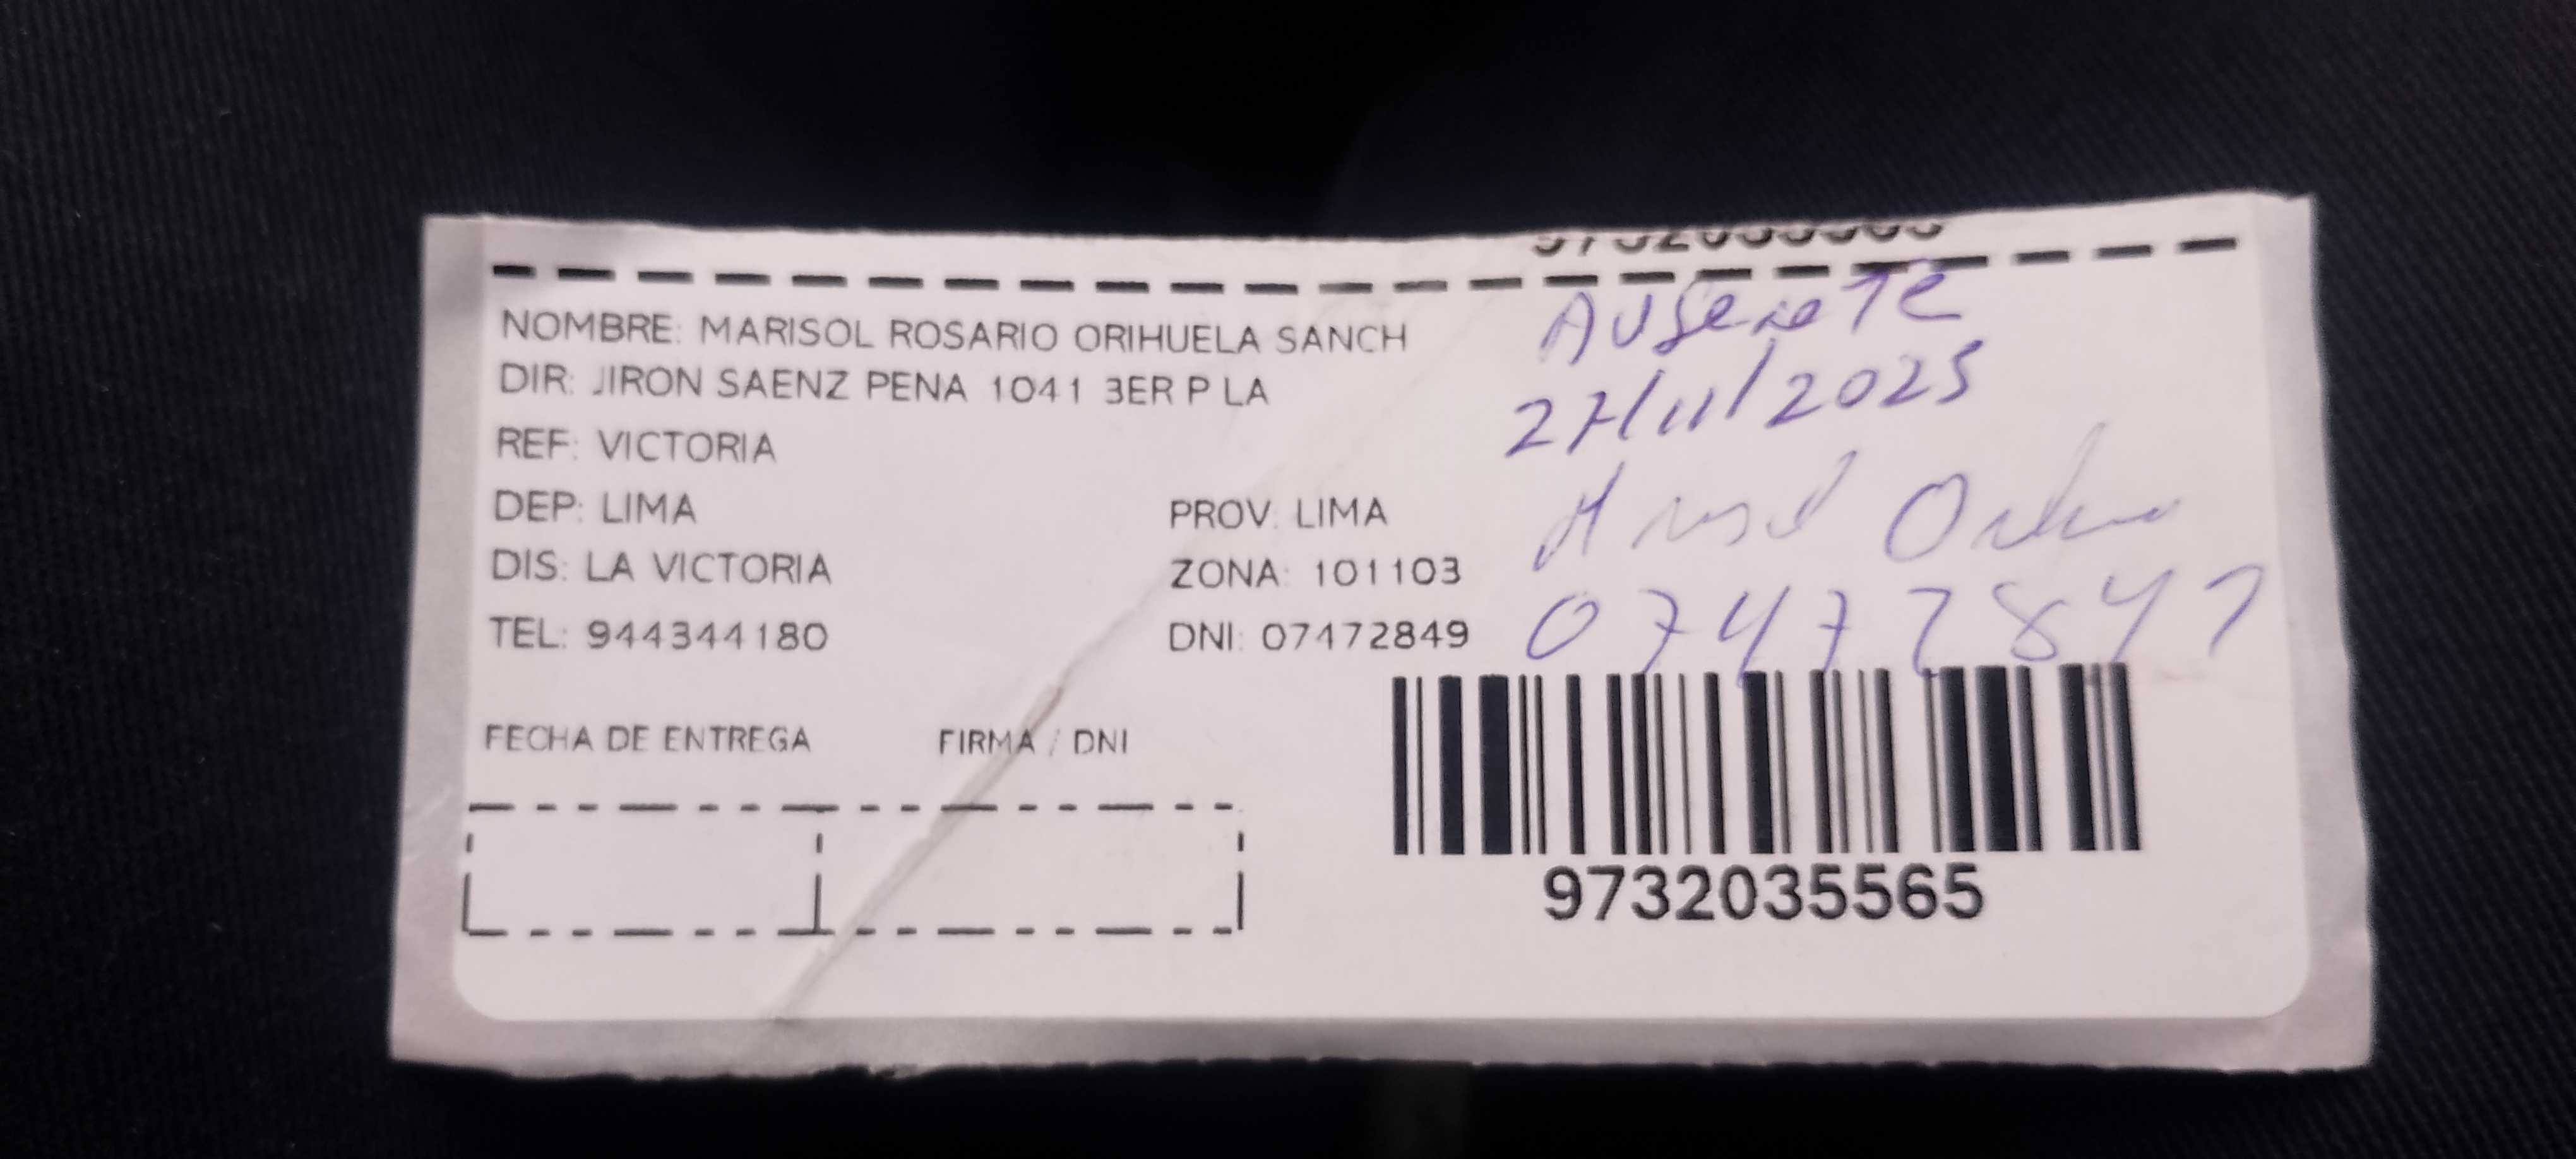 NOMBRE: MARISOL ROSARIO ORIHUELA SANCH
DIR: JIRON SAENZ PENA 1041 3ER P LA
REF: VICTORIA
DEP: LIMA
PROV: LIMA
DIS: LA VICTORIA
ZONA: 101103
TEL: 944344180
DNI: 07472849
FECHA DE ENTREGA
FIRMA / DNI
Ausente
27/11/2025
9732035565